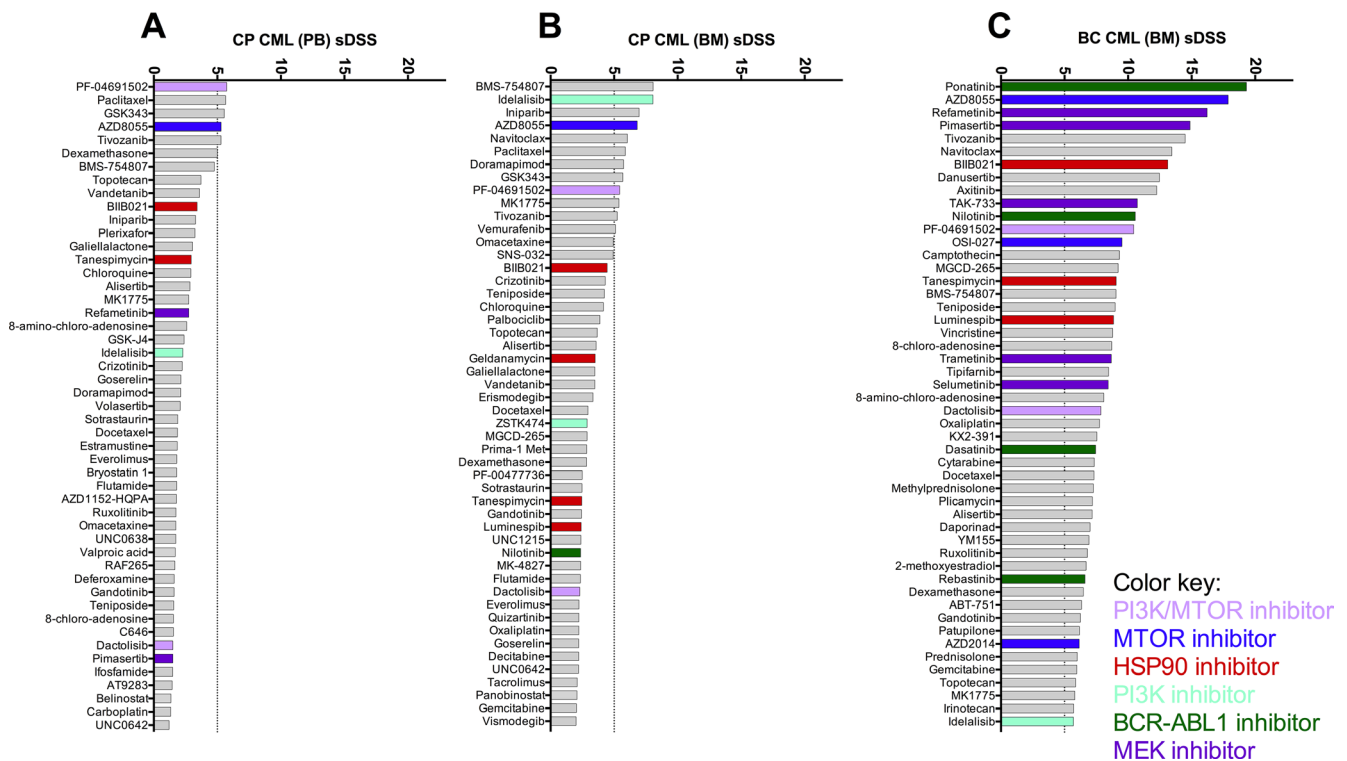 A
CP CML (PB) sDSS
0 5 10 15 20
PF-04691502
Paclitaxel
GSK343
AZD8055
Tivozanib
Dexamethasone
BMS-754807
Topotecan
Vandetanib
BIIB021
Iniparib
Plerixafor
Galiellalactone
Tanespimycin
Chloroquine
Alisertib
MK1775
Refametinib
8-amino-chloro-adenosine
GSK-J4
Idelalisib
Crizotinib
Goserelin
Doramapimod
Volasertib
Sotrastaurin
Docetaxel
Estramustine
Everolimus
Bryostatin 1
Flutamide
AZD1152-HQPA
Ruxolitinib
Omacetaxine
UNC0638
Valproic acid
RAF265
Deferoxamine
Gandotinib
Teniposide
8-chloro-adenosine
C646
Dactolisib
Pimasertib
Ifosfamide
AT9283
Belinostat
Carboplatin
UNC0642
B
CP CML (BM) sDSS
0 5 10 15 20
BMS-754807
Idelalisib
Iniparib
AZD8055
Navitoclax
Paclitaxel
Doramapimod
GSK343
PF-04691502
MK1775
Tivozanib
Vemurafenib
Omacetaxine
SNS-032
BIIB021
Crizotinib
Teniposide
Chloroquine
Palbociclib
Topotecan
Alisertib
Geldanamycin
Galiellalactone
Vandetanib
Erismodegib
Docetaxel
ZSTK474
MGCD-265
Prima-1 Met
Dexamethasone
PF-00477736
Sotrastaurin
Tanespimycin
Gandotinib
Luminespib
UNC1215
Nilotinib
MK-4827
Flutamide
Dactolisib
Everolimus
Quizartinib
Oxaliplatin
Goserelin
Decitabine
UNC0642
Tacrolimus
Panobinostat
Gemcitabine
Vismodegib
C
BC CML (BM) sDSS
0 5 10 15 20
Ponatinib
AZD8055
Refametinib
Pimasertib
Tivozanib
Navitoclax
BIIB021
Danusertib
Axitinib
TAK-733
Nilotinib
PF-04691502
OSI-027
Camptothecin
MGCD-265
Tanespimycin
BMS-754807
Teniposide
Luminespib
Vincristine
8-chloro-adenosine
Trametinib
Tipifarnib
Selumetinib
8-amino-chloro-adenosine
Dactolisib
Oxaliplatin
KX2-391
Dasatinib
Cytarabine
Docetaxel
Methylprednisolone
Plicamycin
Alisertib
Daporinad
YM155
Ruxolitinib
2-methoxyestradiol
Rebastinib
Dexamethasone
ABT-751
Gandotinib
Patupilone
AZD2014
Prednisolone
Gemcitabine
Topotecan
MK1775
Irinotecan
Idelalisib
Color key:
PI3K/MTOR inhibitor
MTOR inhibitor
HSP90 inhibitor
PI3K inhibitor
BCR-ABL1 inhibitor
MEK inhibitor